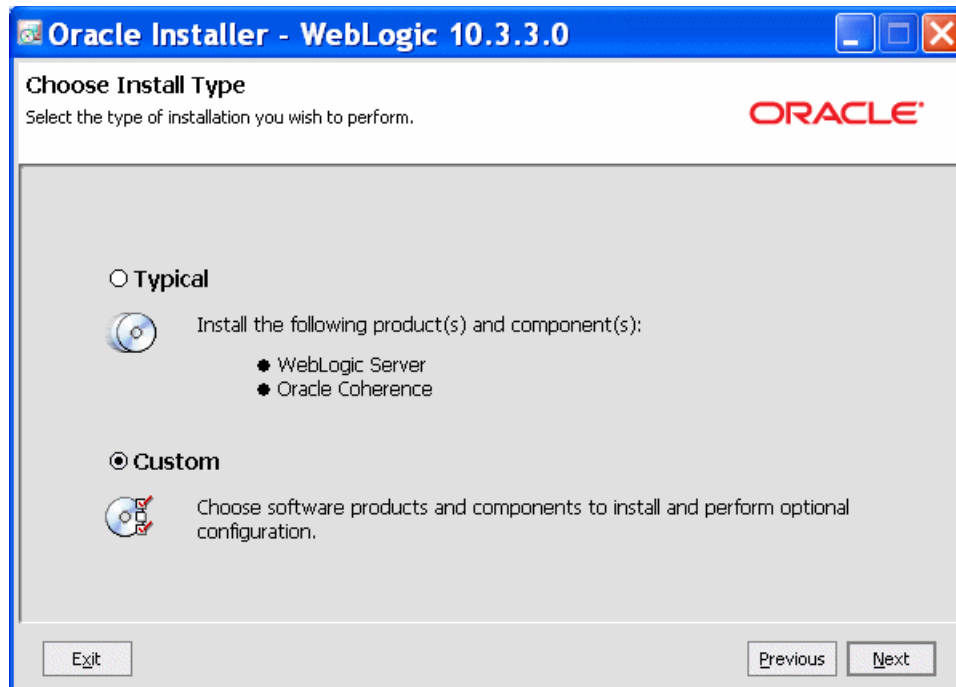 Oracle Installer - WebLogic 10.3.3.0
Choose Install Type
Select the type of installation you wish to perform.
ORACLE
Typical
Install the following product(s) and component(s):
● WebLogic Server
● Oracle Coherence
Custom
Choose software products and components to install and perform optional
configuration.
Exit
Previous
Next